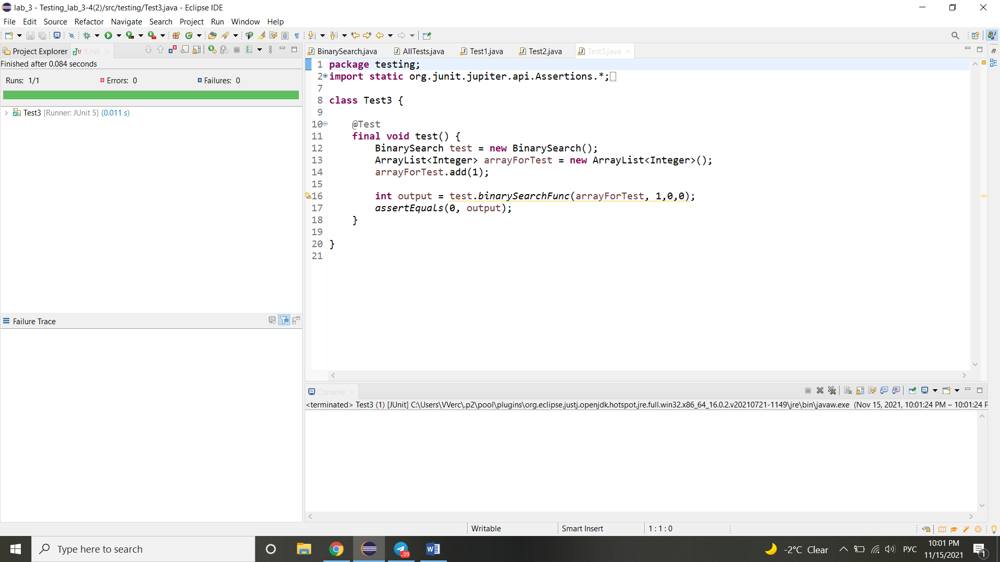 lab_3 - Testing_lab_3-4(2)/src/testing/Test3.java - Eclipse IDE
File Edit Source Refactor Navigate Search Project Run Window Help
Project Explorer JUnit
Finished after 0.084 seconds
Runs: 1/1 Errors: 0 Failures: 0
Test3 [Runner: JUnit 5] (0.011 s)
Failure Trace
BinarySearch.java AllTests.java Test1.java Test2.java Test3.java
1 package testing;
2 import static org.junit.jupiter.api.Assertions.*;
7
8 class Test3 {
9
10 @Test
11 final void test() {
12 BinarySearch test = new BinarySearch();
13 ArrayList<Integer> arrayForTest = new ArrayList<Integer>();
14 arrayForTest.add(1);
15
16 int output = test.binarySearchFunc(arrayForTest, 1,0,0);
17 assertEquals(0, output);
18 }
19
20 }
21
Console
<terminated> Test3 (1) [JUnit] C:\Users\VVerc\.p2\pool\plugins\org.eclipse.justj.openjdk.hotspot.jre.full.win32.x86_64_16.0.2.v20210721-1149\jre\bin\javaw.exe (Nov 15, 2021, 10:01:24 PM – 10:01:24 P
Writable Smart Insert 1 : 1 : 0
Type here to search
..09
-2°C Clear
РУС
10:01 PM
11/15/2021
1